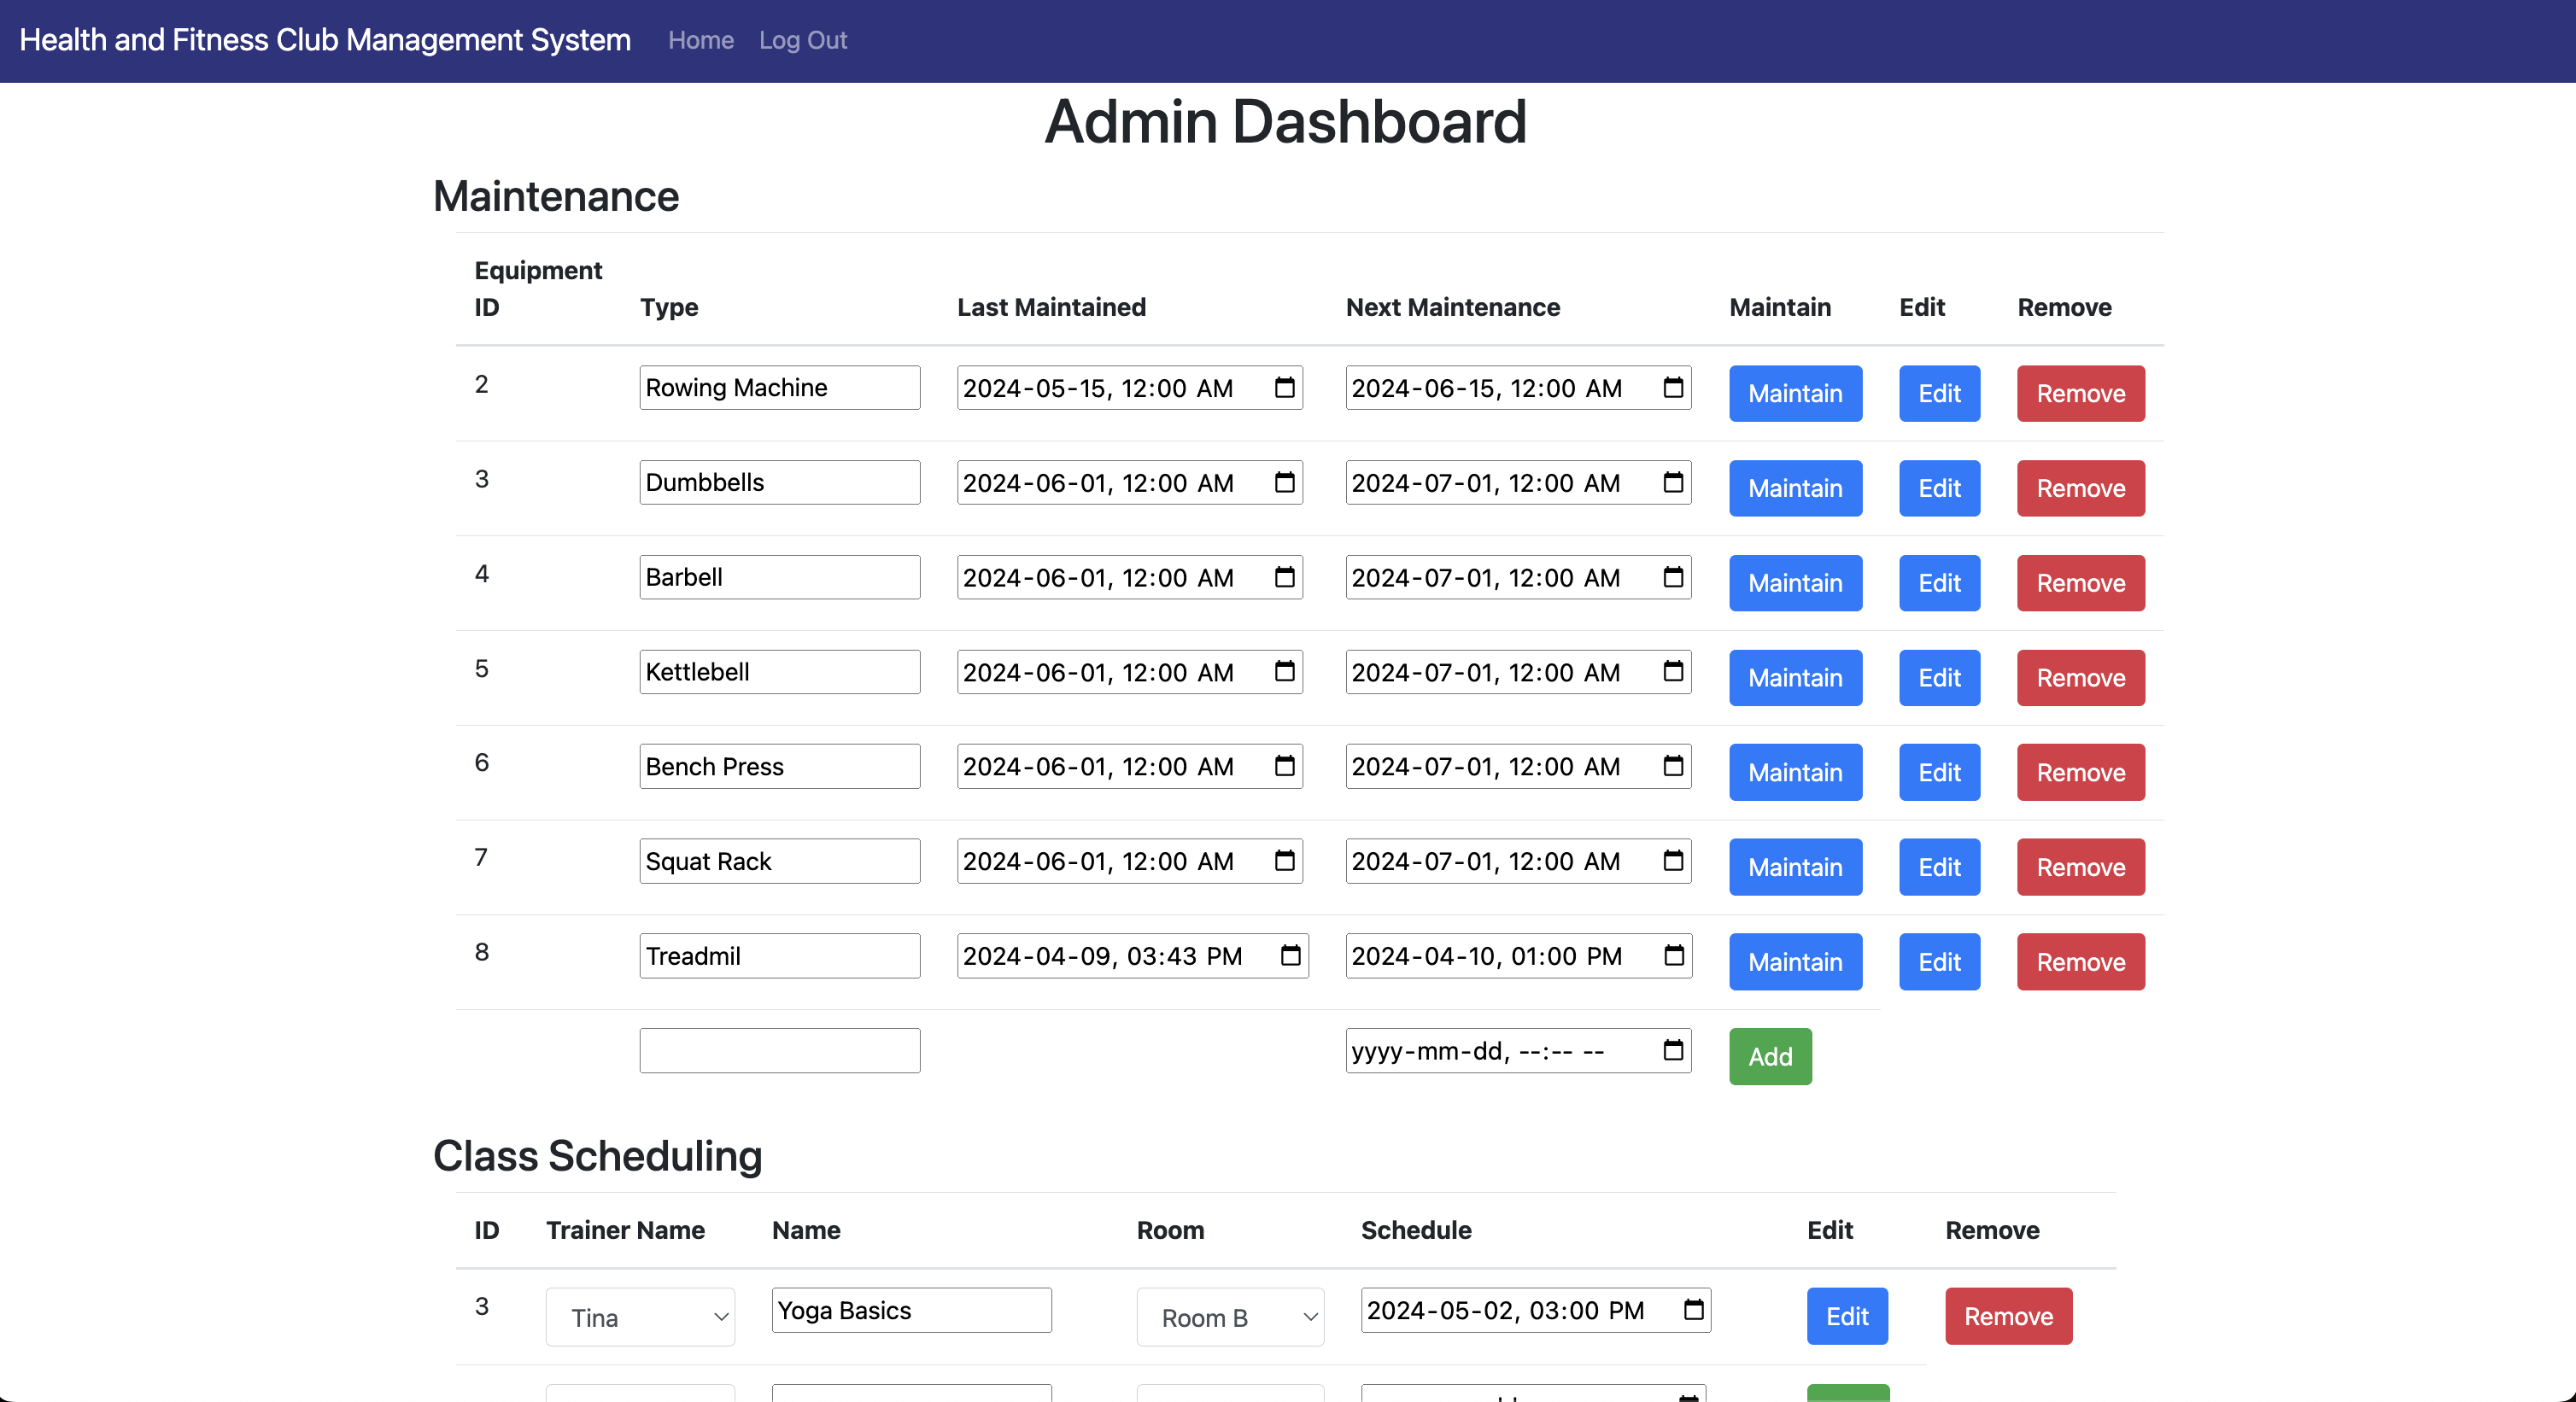 Health and Fitness Club Management System Home Log Out
Admin Dashboard
Maintenance
Equipment
ID Type Last Maintained Next Maintenance Maintain Edit Remove
2 Rowing Machine 2024-05-15, 12:00 AM 2024-06-15, 12:00 AM Maintain Edit Remove
3 Dumbbells 2024-06-01, 12:00 AM 2024-07-01, 12:00 AM Maintain Edit Remove
4 Barbell 2024-06-01, 12:00 AM 2024-07-01, 12:00 AM Maintain Edit Remove
5 Kettlebell 2024-06-01, 12:00 AM 2024-07-01, 12:00 AM Maintain Edit Remove
6 Bench Press 2024-06-01, 12:00 AM 2024-07-01, 12:00 AM Maintain Edit Remove
7 Squat Rack 2024-06-01, 12:00 AM 2024-07-01, 12:00 AM Maintain Edit Remove
8 Treadmil 2024-04-09, 03:43 PM 2024-04-10, 01:00 PM Maintain Edit Remove
yyyy-mm-dd, --:-- -- Add
Class Scheduling
ID Trainer Name Name Room Schedule Edit Remove
3 Tina Yoga Basics Room B 2024-05-02, 03:00 PM Edit Remove